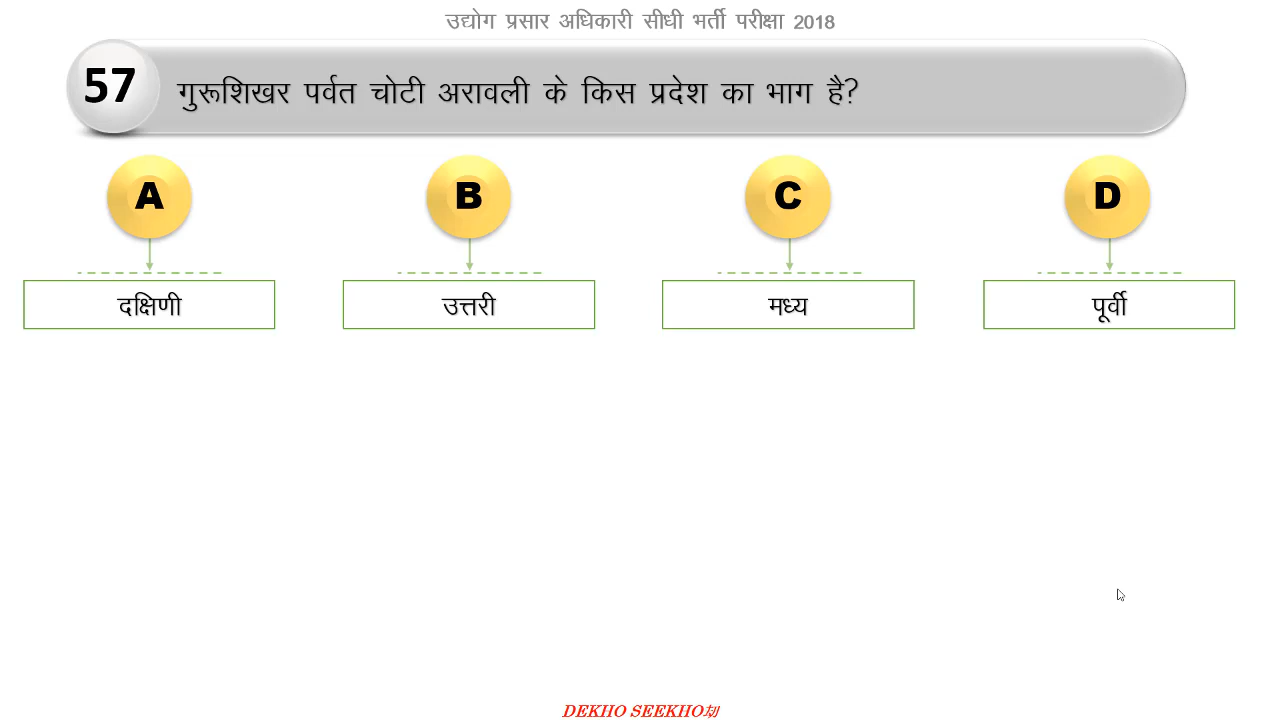 उद्योग प्रसार अधिकारी सीधी भर्ती परीक्षा 2018
57 गुरूशिखर पर्वत चोटी अरावली के किस प्रदेश का भाग है?
A B C D
दक्षिणी उत्तरी मध्य पूर्वी
DEKHO SEEKHO